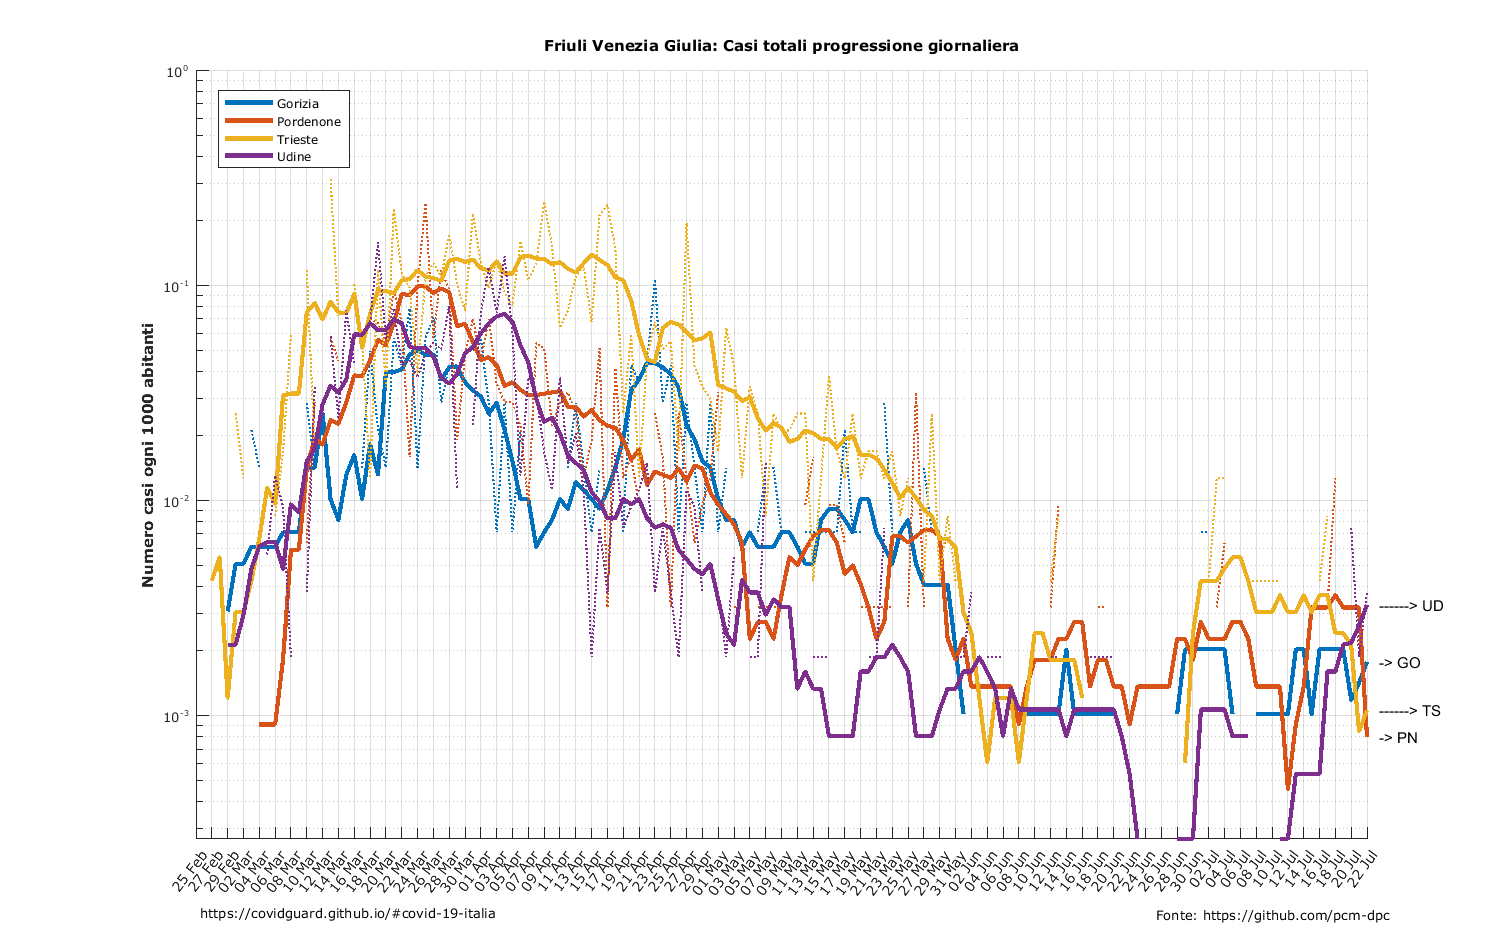 Friuli Venezia Giulia: Casi totali progressione giornaliera
10^0
10^-1
10^-2
10^-3
Numero casi ogni 1000 abitanti
Gorizia
Pordenone
Trieste
Udine
------> UD
-> GO
------> TS
-> PN
25 Feb
27 Feb
29 Feb
02 Mar
04 Mar
06 Mar
08 Mar
10 Mar
12 Mar
14 Mar
16 Mar
18 Mar
20 Mar
22 Mar
24 Mar
26 Mar
28 Mar
30 Mar
01 Apr
03 Apr
05 Apr
07 Apr
09 Apr
11 Apr
13 Apr
15 Apr
17 Apr
19 Apr
21 Apr
23 Apr
25 Apr
27 Apr
29 Apr
01 May
03 May
05 May
07 May
09 May
11 May
13 May
15 May
17 May
19 May
21 May
23 May
25 May
27 May
29 May
31 May
02 Jun
04 Jun
06 Jun
08 Jun
10 Jun
12 Jun
14 Jun
16 Jun
18 Jun
20 Jun
22 Jun
24 Jun
26 Jun
28 Jun
30 Jun
02 Jul
04 Jul
06 Jul
08 Jul
10 Jul
12 Jul
14 Jul
16 Jul
18 Jul
20 Jul
22 Jul
https://covidguard.github.io/#covid-19-italia
Fonte: https://github.com/pcm-dpc